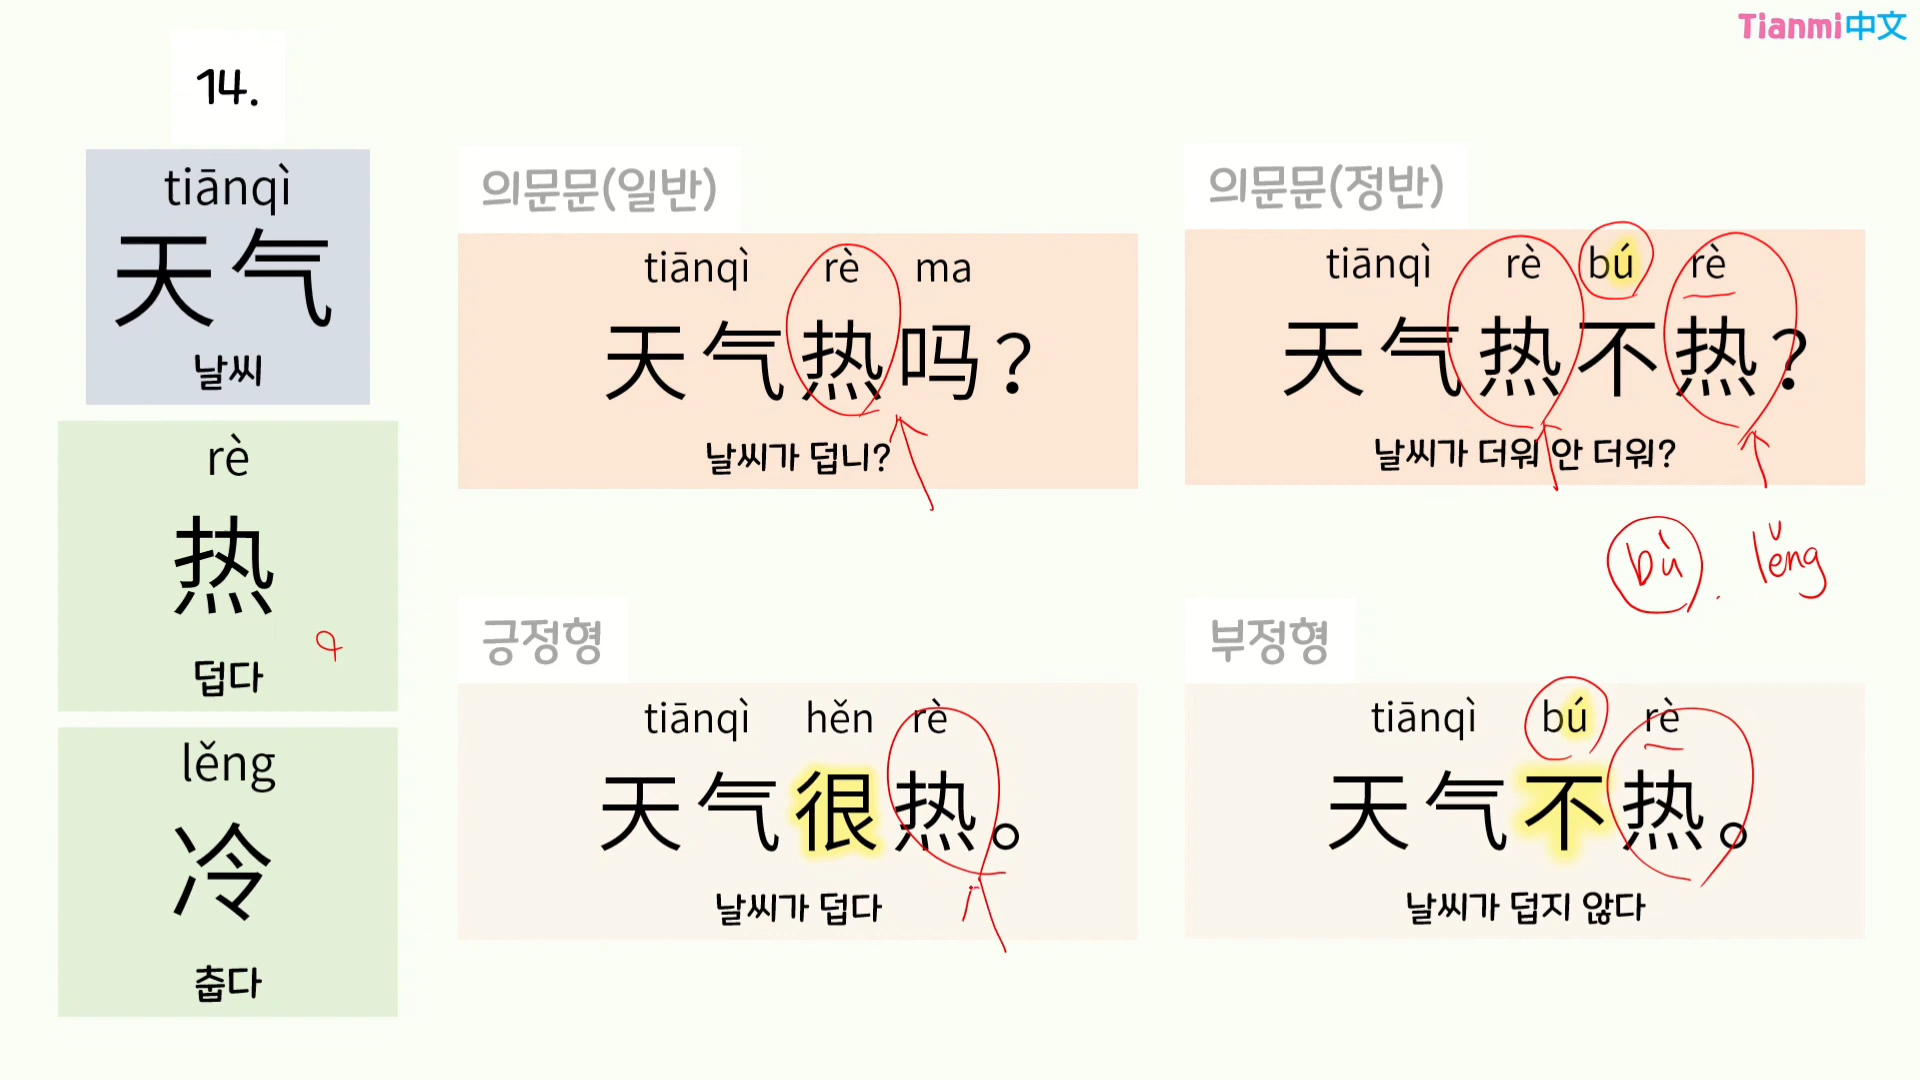 Tianmi中文
14.
tiānqì
天气
날씨
rè
热
덥다
lěng
冷
춥다
의문문(일반)
tiānqì rè ma
天气热吗?
날씨가 덥니?
의문문(정반)
tiānqì rè bú rè
天气热不热?
날씨가 더워 안 더워?
bù. lěng
긍정형
tiānqì hěn rè
天气很热。
날씨가 덥다
부정형
tiānqì bú rè
天气不热。
날씨가 덥지 않다